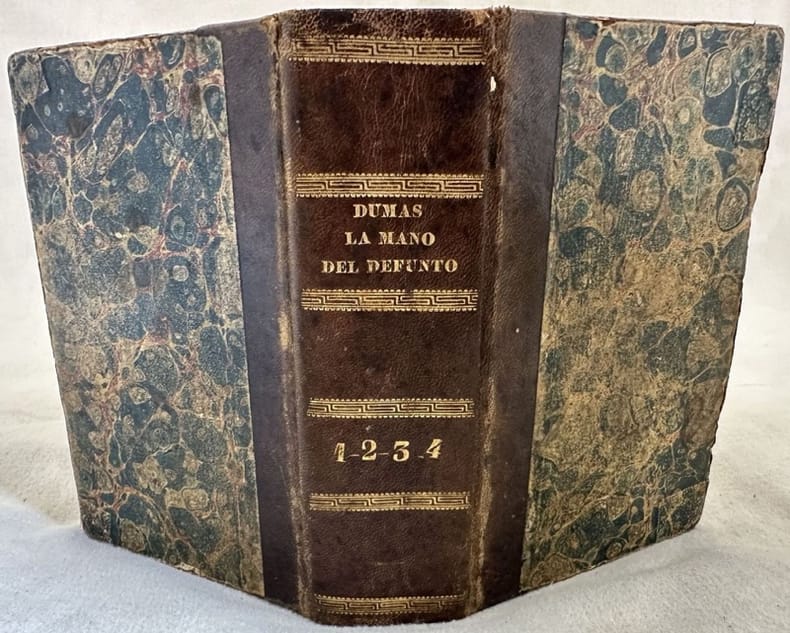 DUMAS
LA MANO
DEL DEFUNTO
1-2-3-4